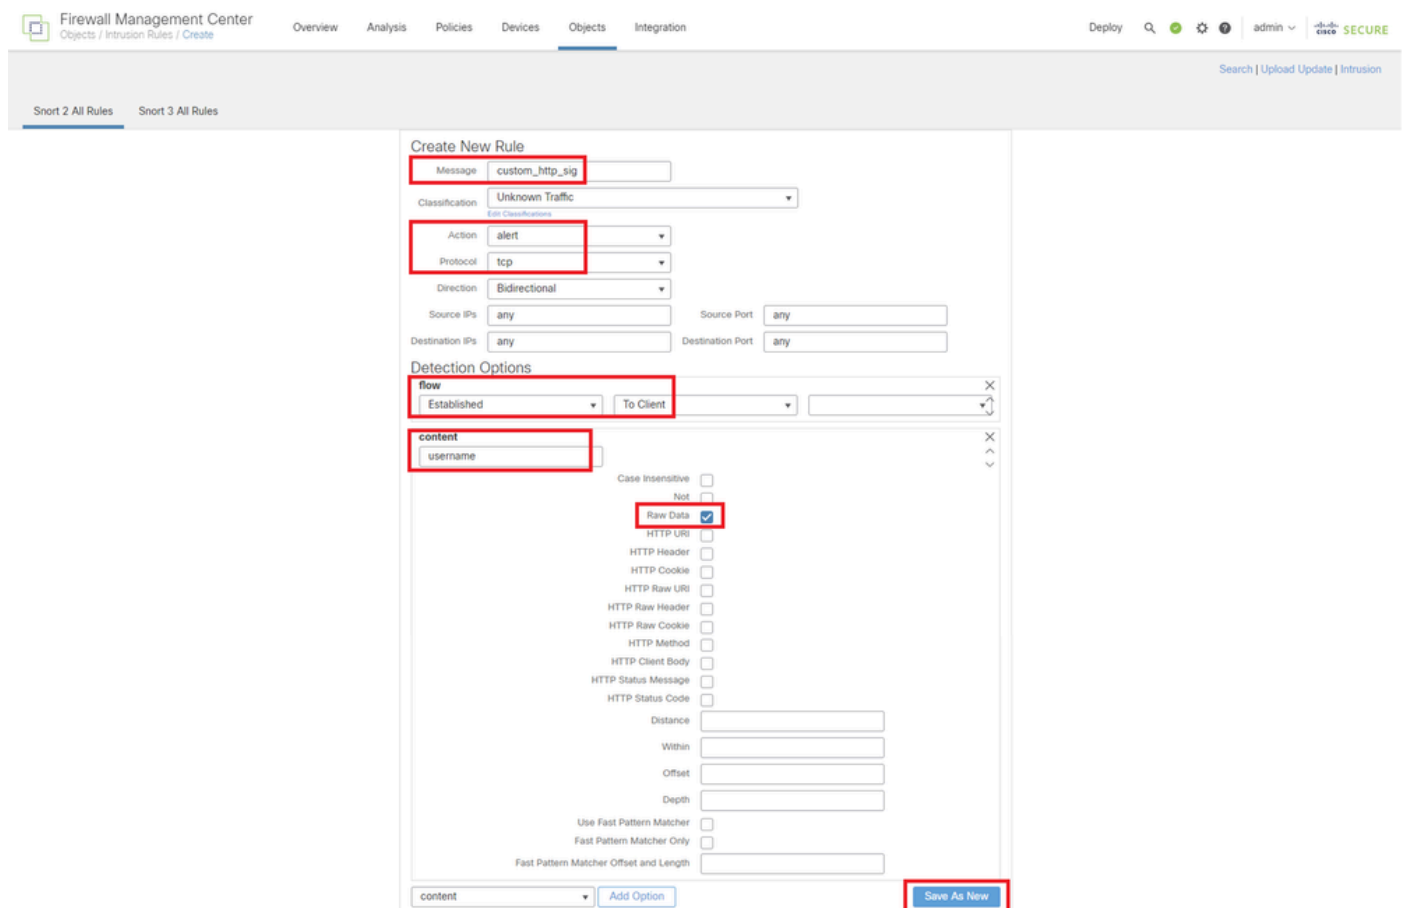 Firewall Management Center
Objects / Intrusion Rules / Create
Overview Analysis Policies Devices Objects Integration
Deploy admin cisco SECURE
Search | Upload Update | Intrusion
Snort 2 All Rules Snort 3 All Rules
Create New Rule
Message custom_http_sig
Classification Unknown Traffic
Edit Classifications
Action alert
Protocol tcp
Direction Bidirectional
Source IPs any Source Port any
Destination IPs any Destination Port any
Detection Options
flow
Established To Client
content
username
Case Insensitive
Not
Raw Data
HTTP URI
HTTP Header
HTTP Cookie
HTTP Raw URI
HTTP Raw Header
HTTP Raw Cookie
HTTP Method
HTTP Client Body
HTTP Status Message
HTTP Status Code
Distance
Within
Offset
Depth
Use Fast Pattern Matcher
Fast Pattern Matcher Only
Fast Pattern Matcher Offset and Length
content Add Option Save As New